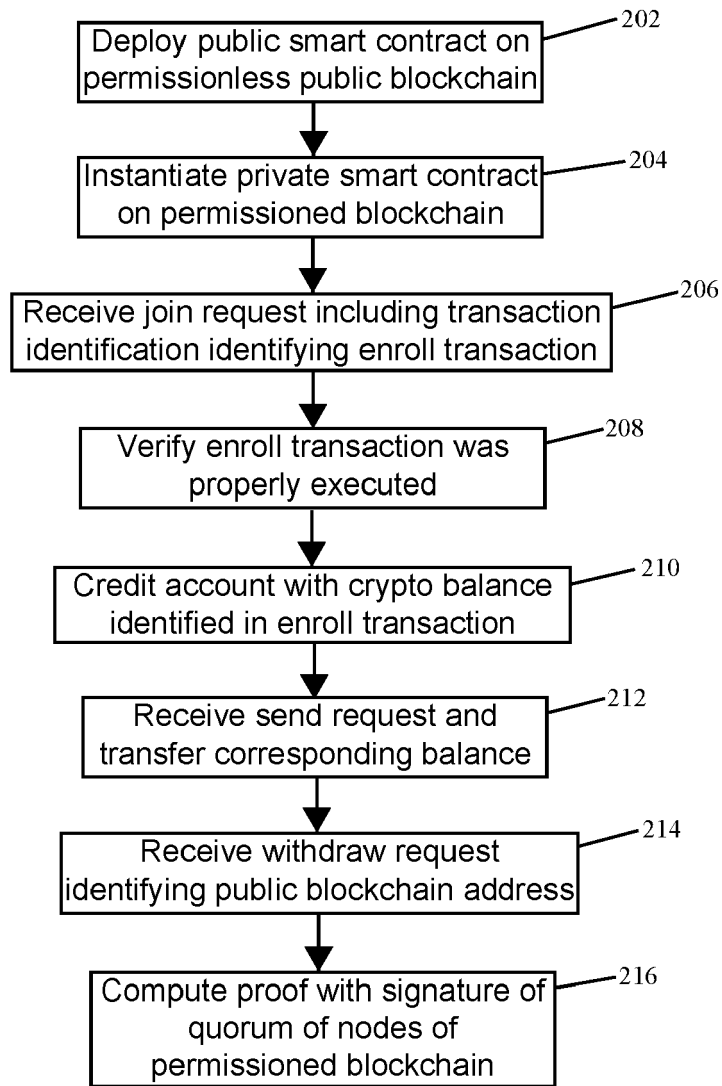 202
Deploy public smart contract on
permissionless public blockchain
204
Instantiate private smart contract
on permissioned blockchain
206
Receive join request including transaction
identification identifying enroll transaction
208
Verify enroll transaction was
properly executed
210
Credit account with crypto balance
identified in enroll transaction
212
Receive send request and
transfer corresponding balance
214
Receive withdraw request
identifying public blockchain address
216
Compute proof with signature of
quorum of nodes of
permissioned blockchain